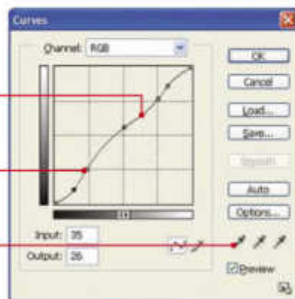 Curves
Channel: RGB
OK
Cancel
Load...
Save...
Smooth
Auto
Options...
Input: 35
Output: 26
Preview